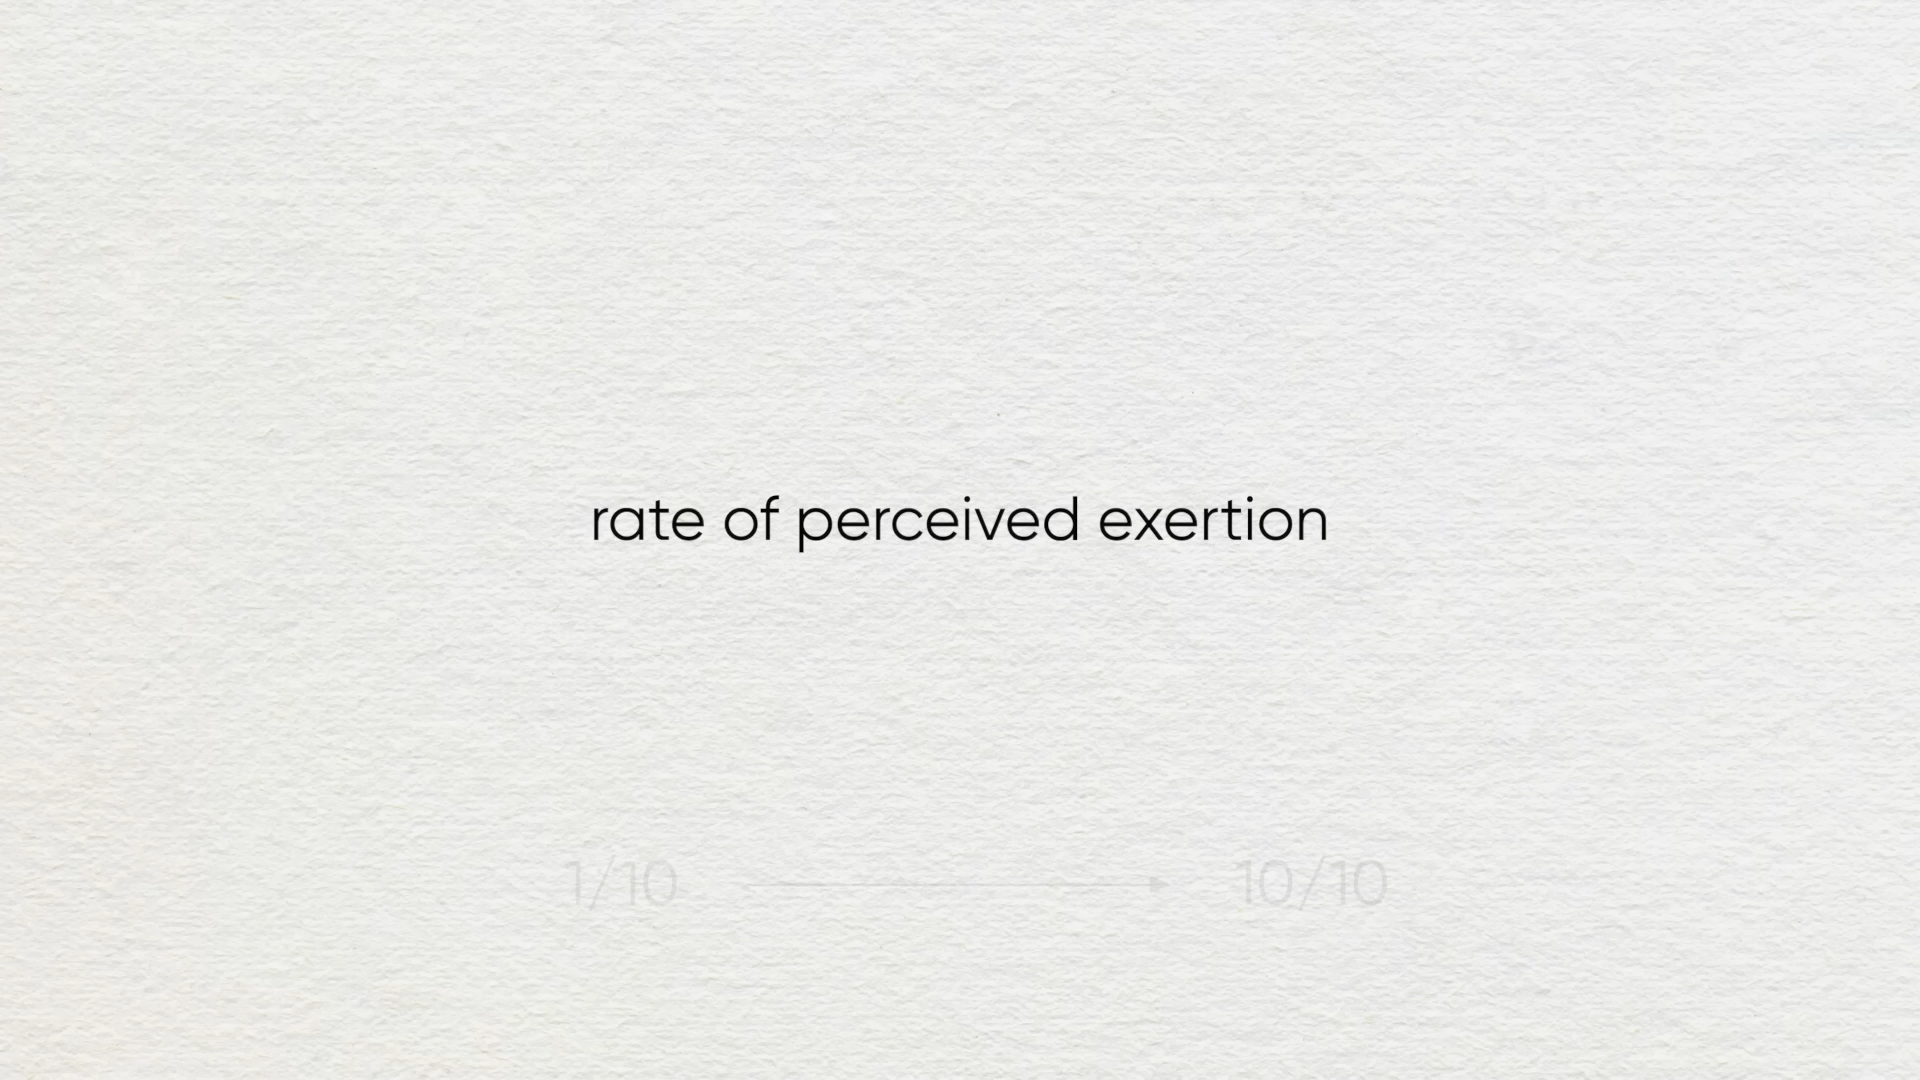 rate of perceived exertion
1/10 → 10/10